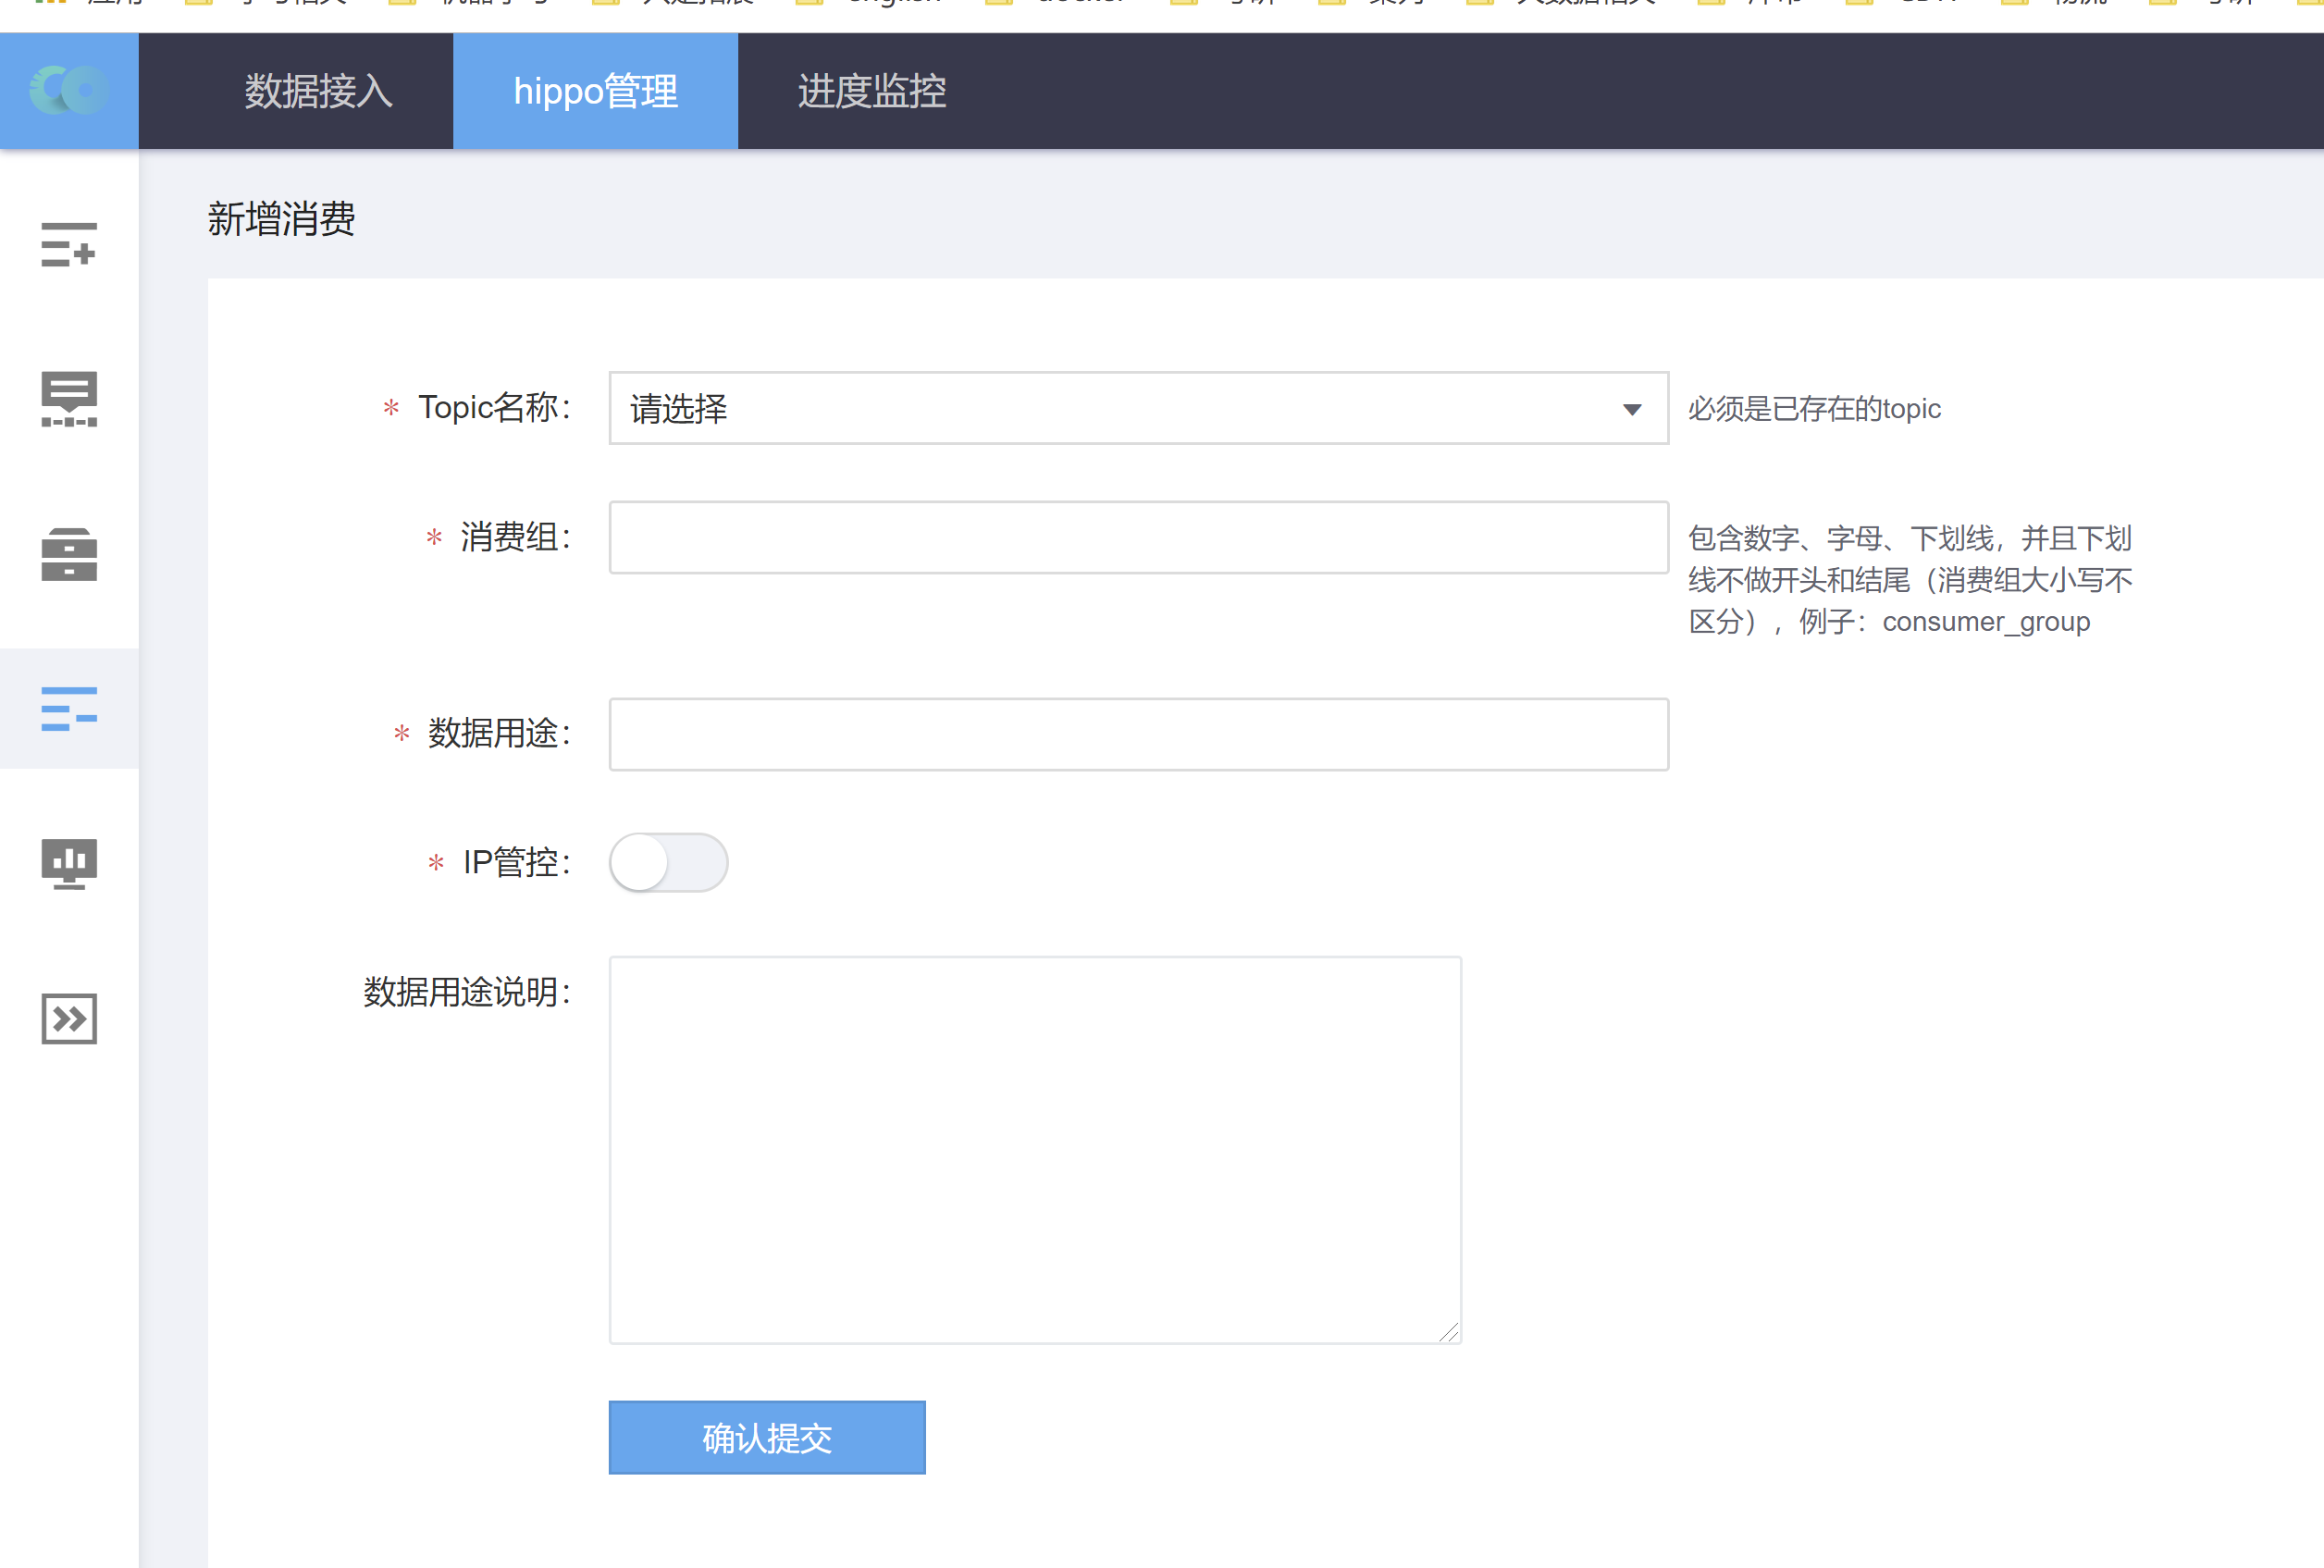 english
docker
数据接入 hippo管理 进度监控
新增消费
* Topic名称： 请选择 必须是已存在的topic
* 消费组： 包含数字、字母、下划线，并且下划
线不做开头和结尾（消费组大小写不
区分），例子：consumer_group
* 数据用途：
* IP管控：
数据用途说明：
确认提交